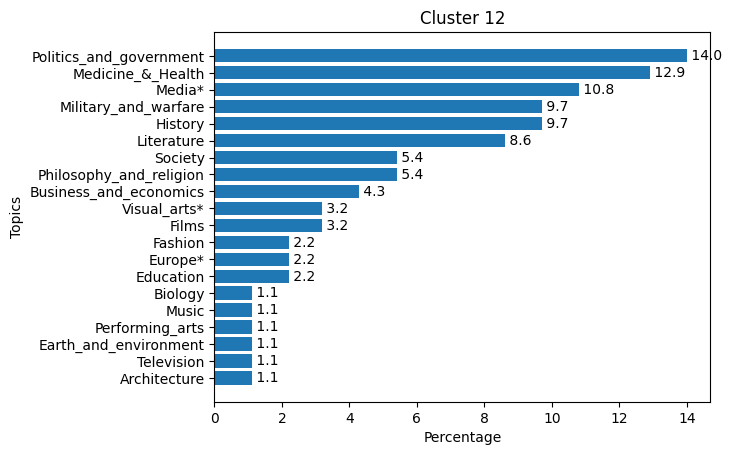 Cluster 12
Politics_and_government 14.0
Medicine_&_Health 12.9
Media* 10.8
Military_and_warfare 9.7
History 9.7
Literature 8.6
Society 5.4
Philosophy_and_religion 5.4
Business_and_economics 4.3
Visual_arts* 3.2
Films 3.2
Fashion 2.2
Europe* 2.2
Education 2.2
Biology 1.1
Music 1.1
Performing_arts 1.1
Earth_and_environment 1.1
Television 1.1
Architecture 1.1
Topics
0 2 4 6 8 10 12 14
Percentage